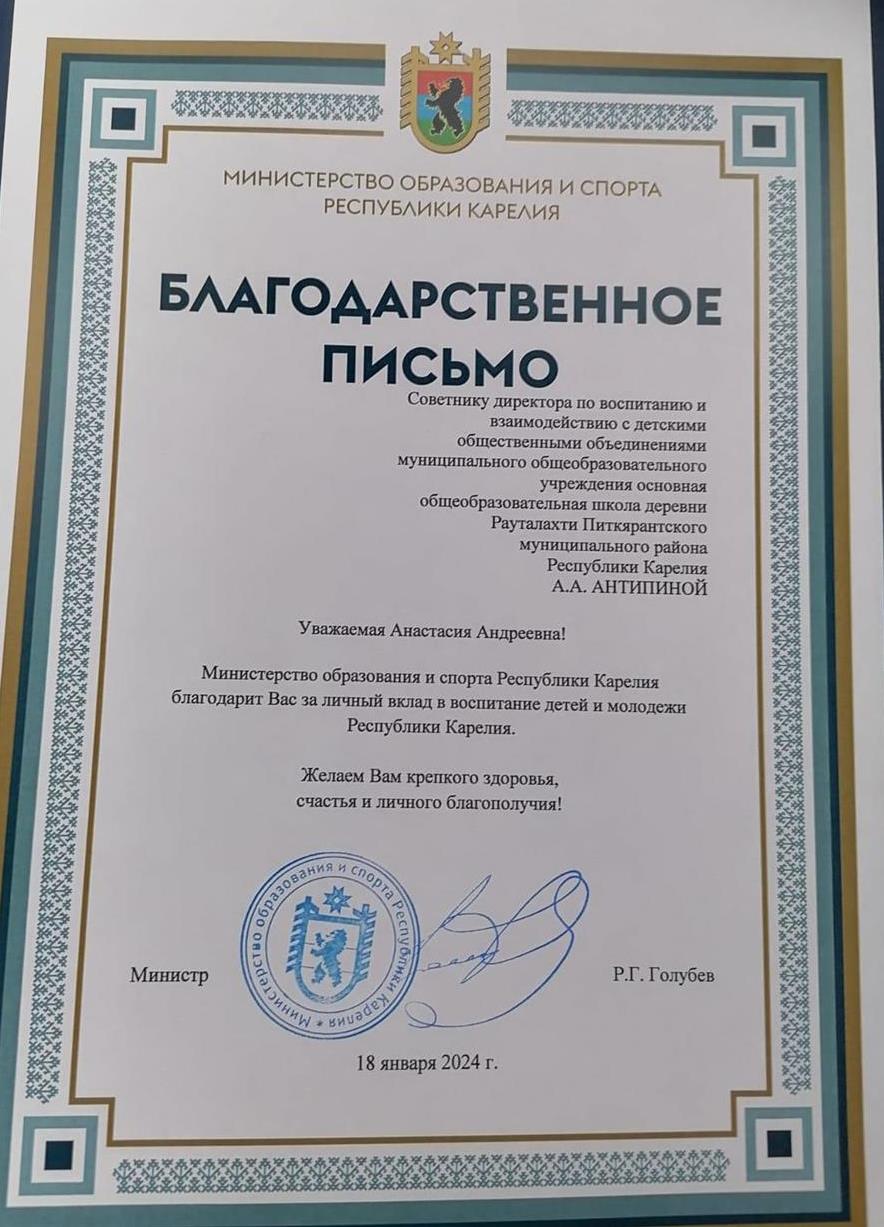 МИНИСТЕРСТВО ОБРАЗОВАНИЯ И СПОРТА
РЕСПУБЛИКИ КАРЕЛИЯ
БЛАГОДАРСТВЕННОЕ
ПИСЬМО
Советнику директора по воспитанию и
взаимодействию с детскими
общественными объединениями
муниципального общеобразовательного
учреждения основная
общеобразовательная школа деревни
Рауталахти Питкярантского
муниципального района
Республики Карелия
А.А. АНТИПИНОЙ
Уважаемая Анастасия Андреевна!
Министерство образования и спорта Республики Карелия
благодарит Вас за личный вклад в воспитание детей и молодежи
Республики Карелия.
Желаем Вам крепкого здоровья,
счастья и личного благополучия!
Министерство образования и спорта Республики Карелия *
Министр
Р.Г. Голубев
18 января 2024 г.